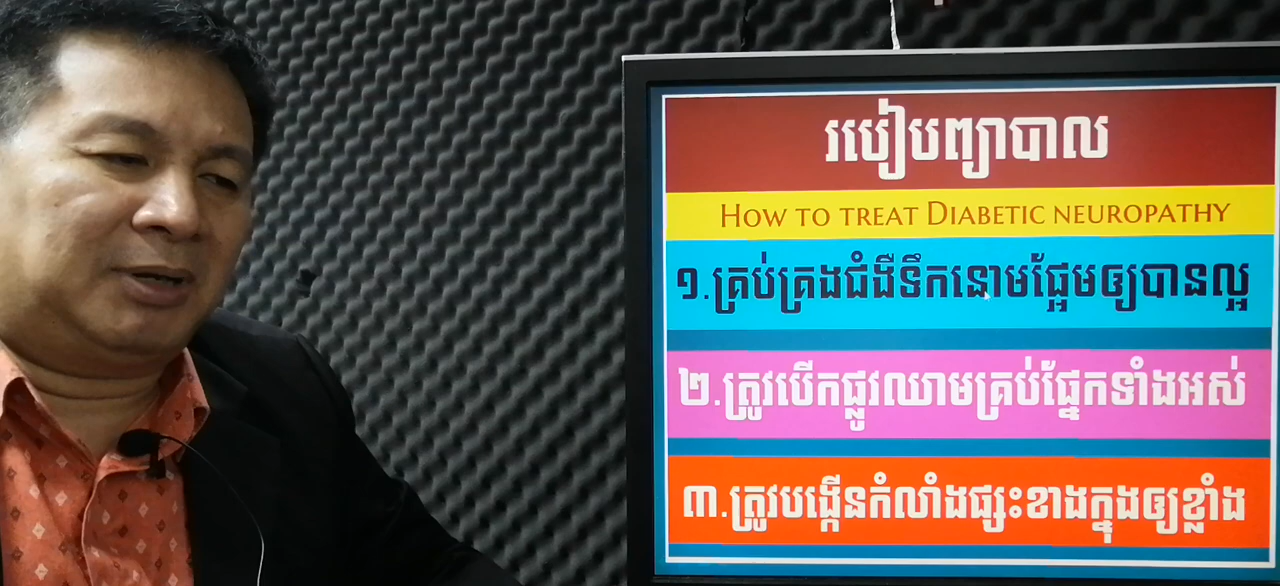 របៀបព្យាបាល
HOW TO TREAT DIABETIC NEUROPATHY
១.គ្រប់គ្រងជំងឺទឹកនោមផ្អែមឲ្យបានល្អ
២.ត្រូវបើកផ្លូវឈាមគ្រប់ផ្នែកទាំងអស់
៣.ត្រូវបង្កើនកំលាំងផ្សះខាងក្នុងឲ្យខ្លាំង